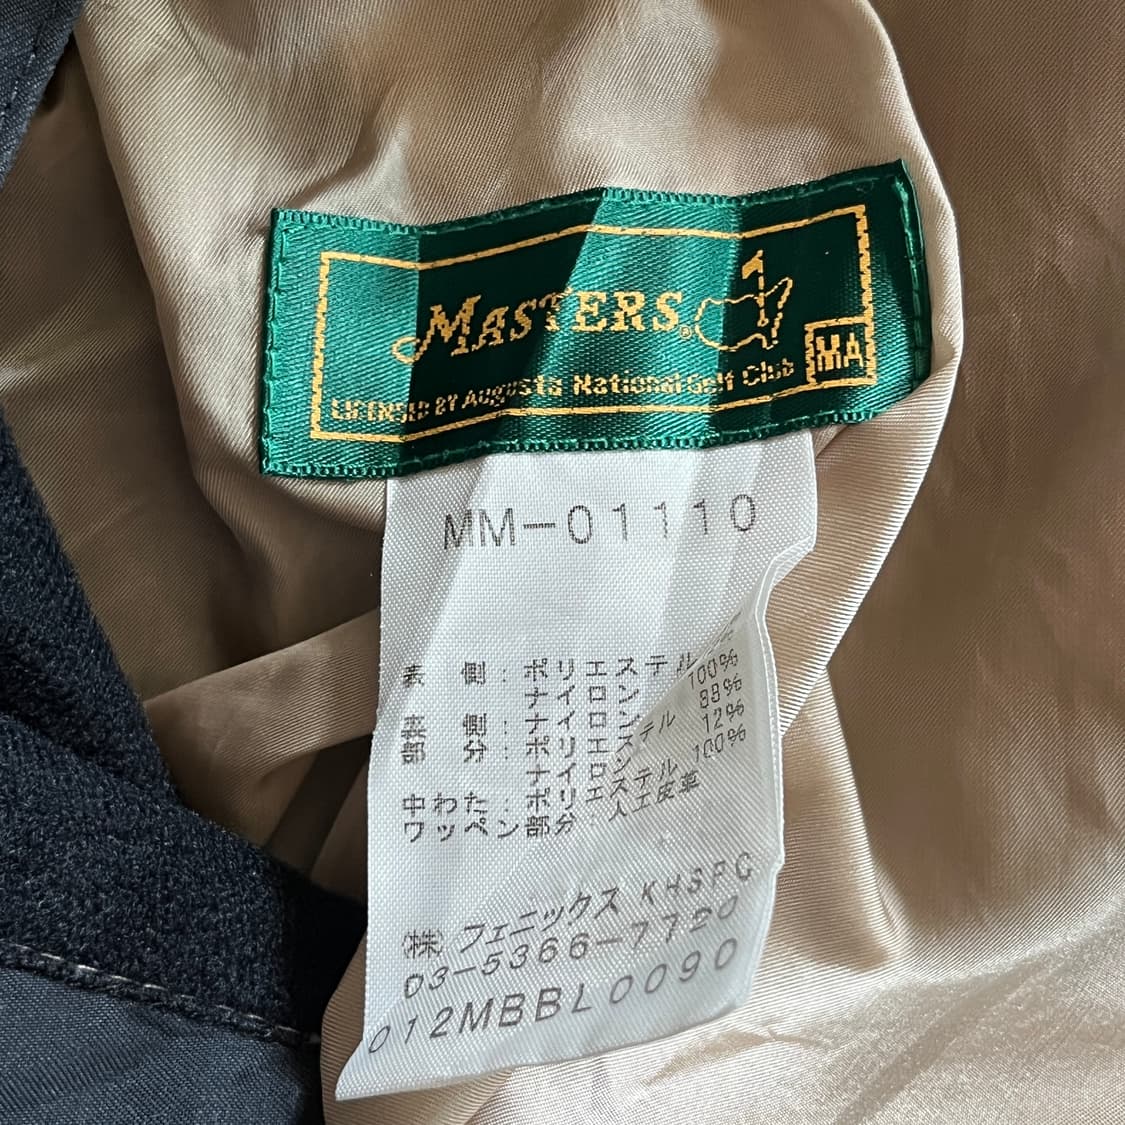 MASTERS®
LICENSED BY Augusta National Golf Club
MA
MM-01110
表 側：ポリエステル
ナイロン 100%
裏 側：ナイロン 88%
部 分：ポリエステル 12%
ナイロン 100%
中わた：ポリエステル
ワッペン部分：人工皮革
(株)フェニックス KHSPG
03-5366-7720
012MBBL0090